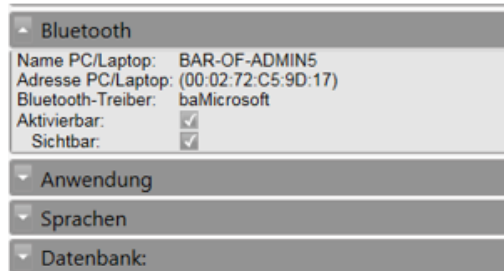 Bluetooth
Name PC/Laptop: BAR-OF-ADMIN5
Adresse PC/Laptop: (00:02:72:C5:9D:17)
Bluetooth-Treiber: baMicrosoft
Aktivierbar:
Sichtbar:
Anwendung
Sprachen
Datenbank: